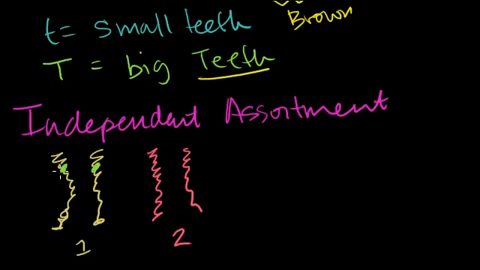 t= small teeth
Brown
T = big Teeth
Independent Assortment
1 2